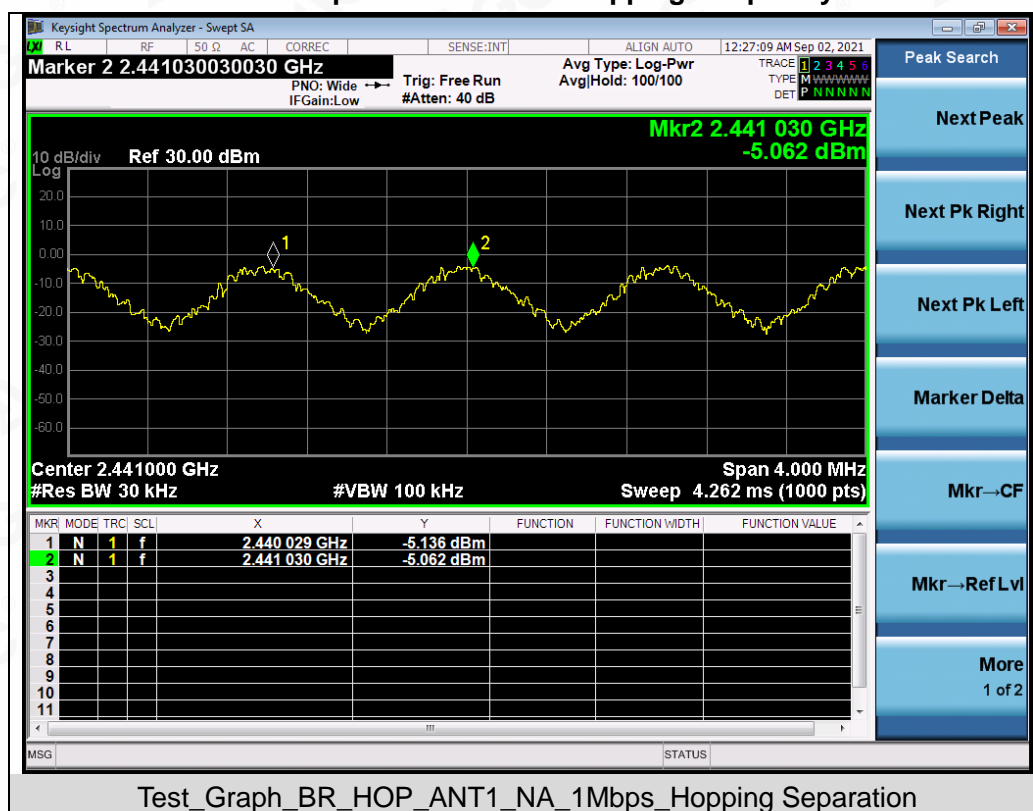 Keysight Spectrum Analyzer - Swept SA
LXI RL RF 50 Ω AC CORREC SENSE:INT ALIGN AUTO 12:27:09 AM Sep 02, 2021
Marker 2 2.441030030030 GHz
PNO: Wide
IFGain:Low
Trig: Free Run
#Atten: 40 dB
Avg Type: Log-Pwr
Avg|Hold: 100/100
TRACE 1 2 3 4 5 6
TYPE M WWWWW
DET P N N N N N
Mkr2 2.441 030 GHz
-5.062 dBm
10 dB/div Ref 30.00 dBm
Log
20.0
10.0
0.00
-10.0
-20.0
-30.0
-40.0
-50.0
-60.0
1
2
Center 2.441000 GHz Span 4.000 MHz
#Res BW 30 kHz #VBW 100 kHz Sweep 4.262 ms (1000 pts)
MKR MODE TRC SCL X Y FUNCTION FUNCTION WIDTH FUNCTION VALUE
1 N 1 f 2.440 029 GHz -5.136 dBm
2 N 1 f 2.441 030 GHz -5.062 dBm
3
4
5
6
7
8
9
10
11
MSG STATUS
Peak Search
Next Peak
Next Pk Right
Next Pk Left
Marker Delta
Mkr→CF
Mkr→Ref Lvl
More
1 of 2
Test_Graph_BR_HOP_ANT1_NA_1Mbps_Hopping Separation